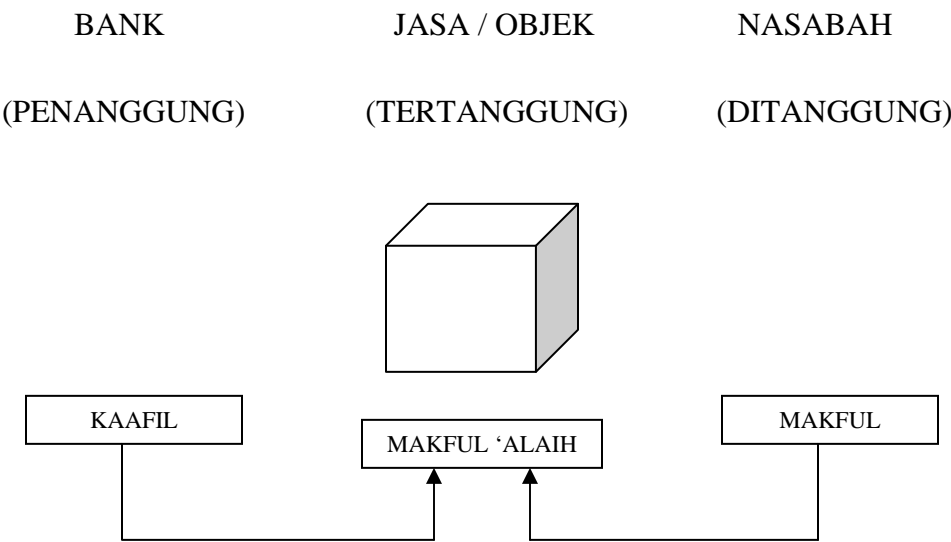 BANK JASA / OBJEK NASABAH
(PENANGGUNG) (TERTANGGUNG) (DITANGGUNG)
KAAFIL MAKFUL
MAKFUL ‘ALAIH